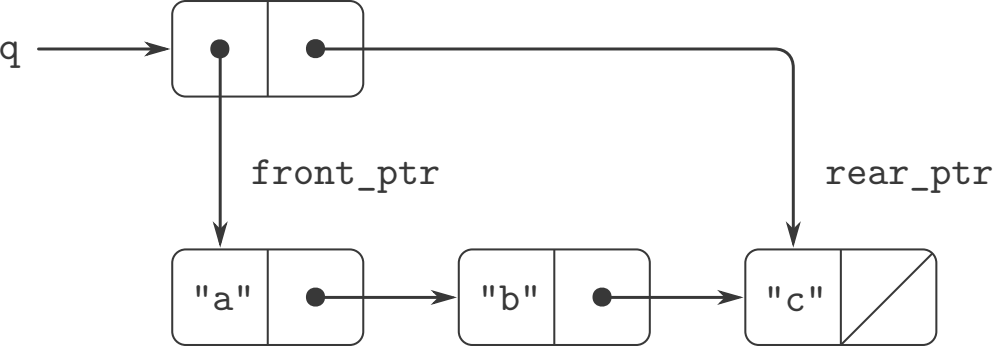 q
front_ptr
rear_ptr
"a"
"b"
"c"